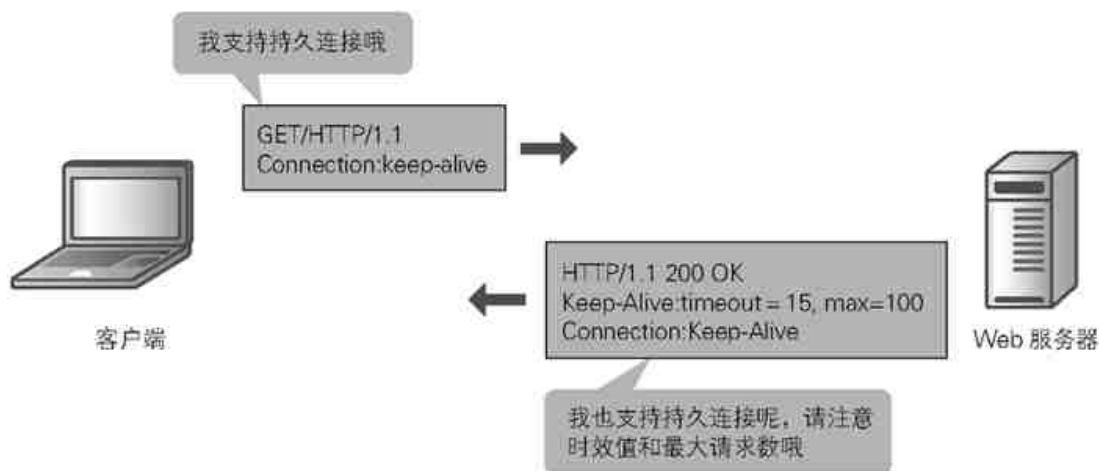 我支持持久连接哦
GET/HTTP/1.1
Connection:keep-alive
HTTP/1.1 200 OK
Keep-Alive:timeout = 15, max=100
Connection:Keep-Alive
客户端
Web 服务器
我也支持持久连接呢，请注意
时效值和最大请求数哦